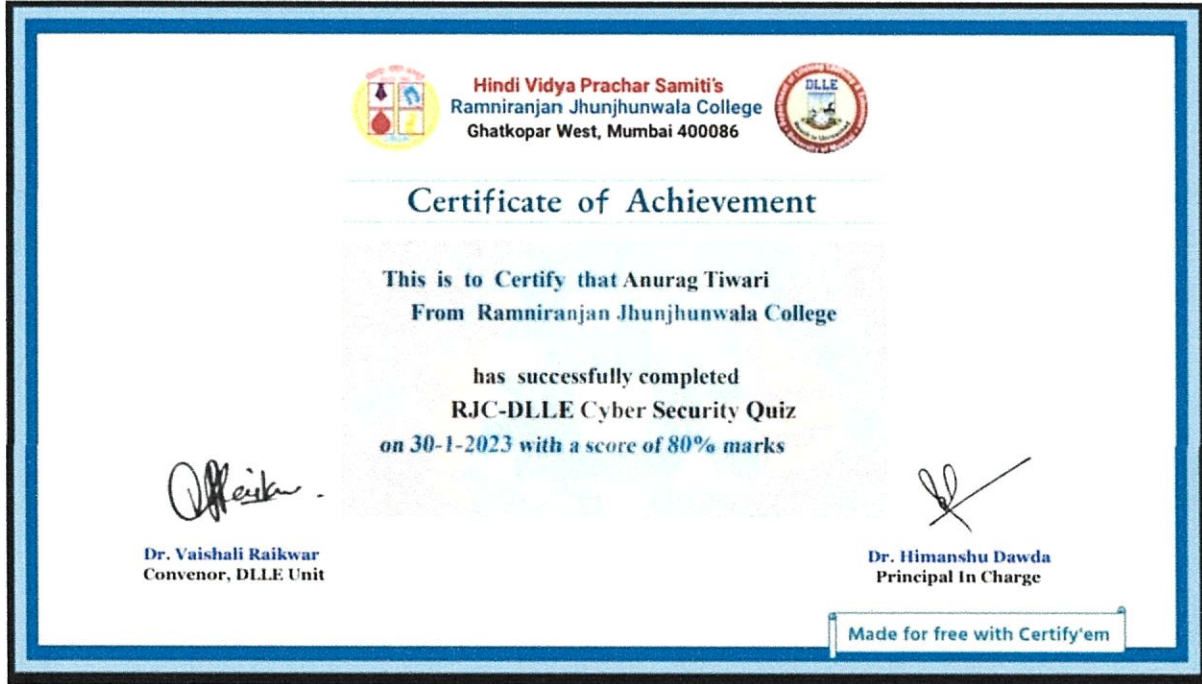 Hindi Vidya Prachar Samiti's
Ramniranjan Jhunjhunwala College
Ghatkopar West, Mumbai 400086
DLLE
Certificate of Achievement
This is to Certify that Anurag Tiwari
From Ramniranjan Jhunjhunwala College
has successfully completed
RJC-DLLE Cyber Security Quiz
on 30-1-2023 with a score of 80% marks
Dr. Vaishali Raikwar
Convenor, DLLE Unit
Dr. Himanshu Dawda
Principal In Charge
Made for free with Certify'em